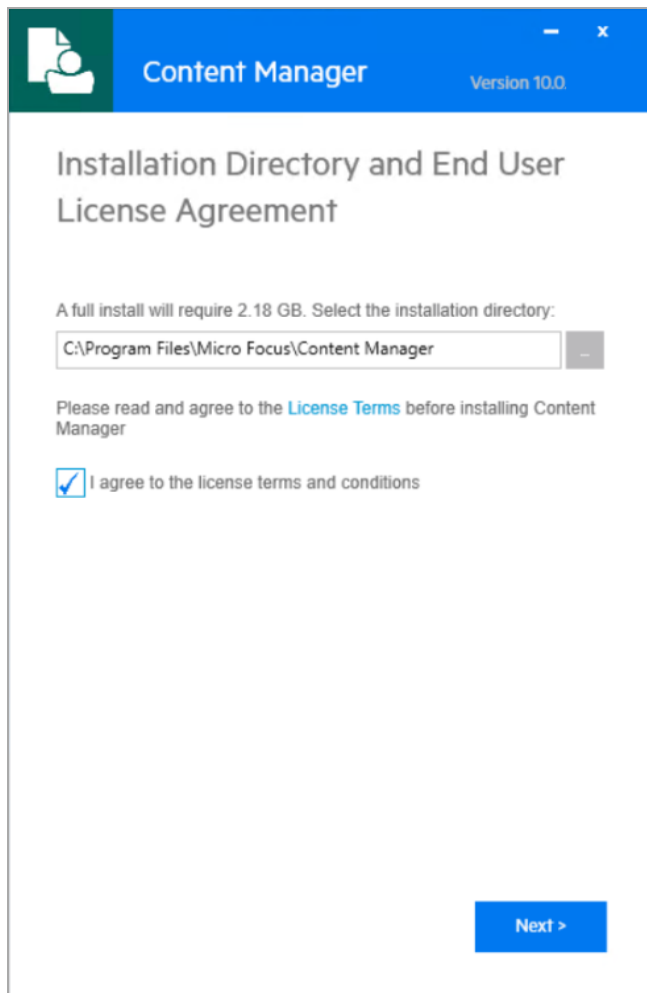 Content Manager
Version 10.0.
Installation Directory and End User
License Agreement
A full install will require 2.18 GB. Select the installation directory:
C:\Program Files\Micro Focus\Content Manager
...
Please read and agree to the License Terms before installing Content
Manager
I agree to the license terms and conditions
Next >